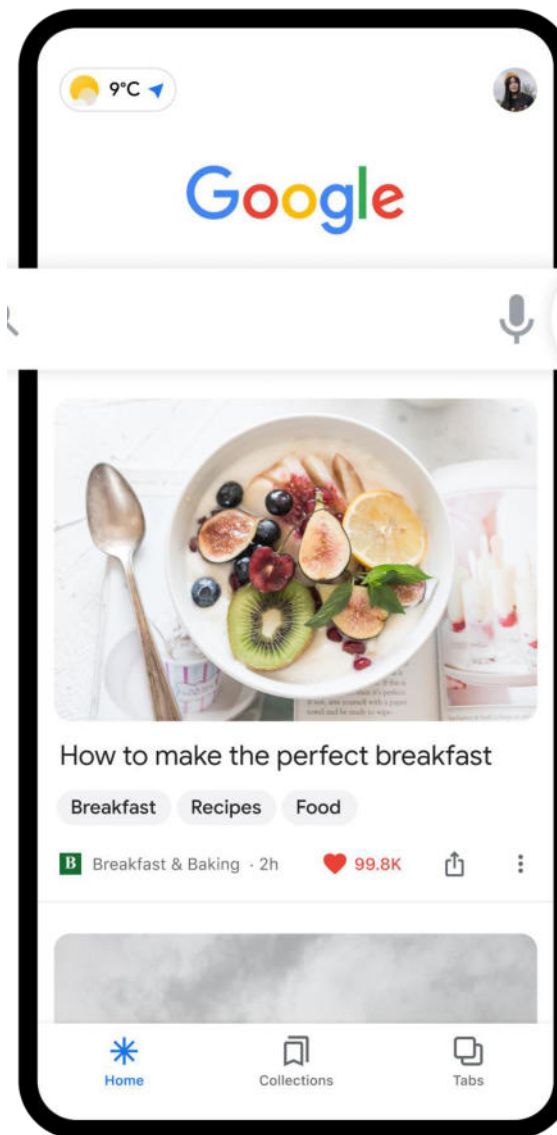 9°C
Google
How to make the perfect breakfast
Breakfast Recipes Food
B Breakfast & Baking · 2h 99.8K
Home Collections Tabs